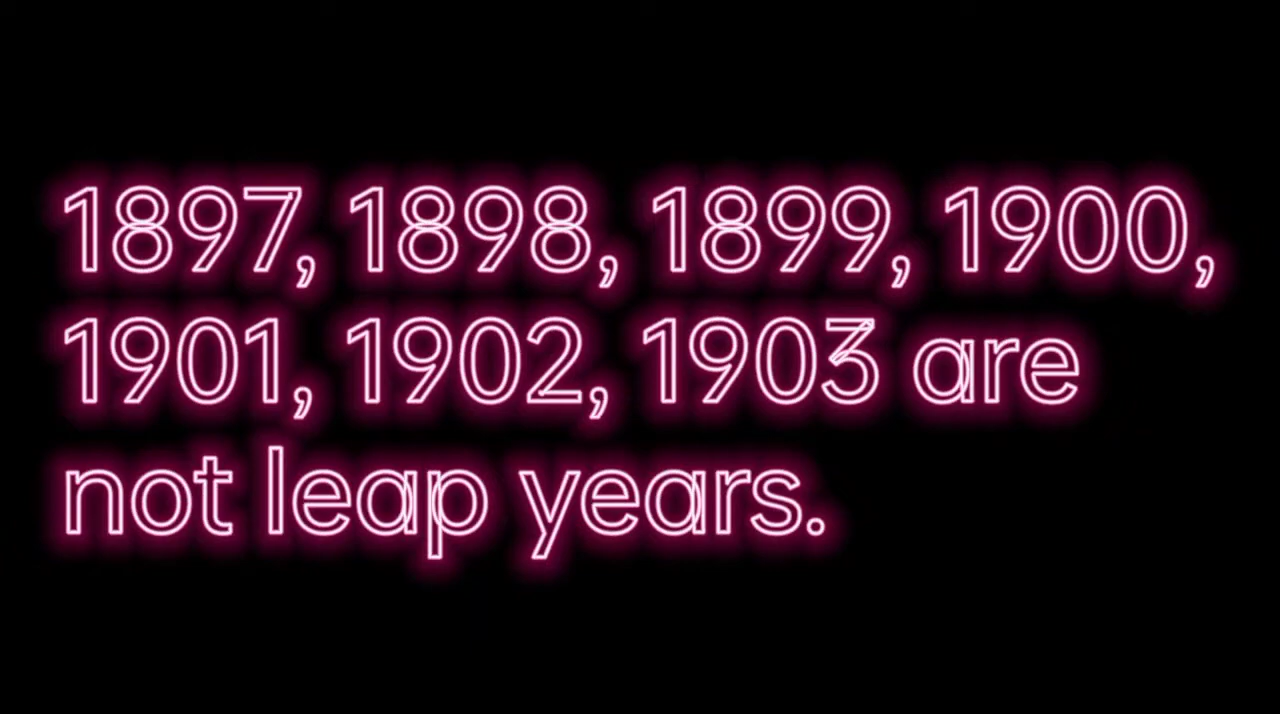 1897, 1898, 1899, 1900,
1901, 1902, 1903 are
not leap years.